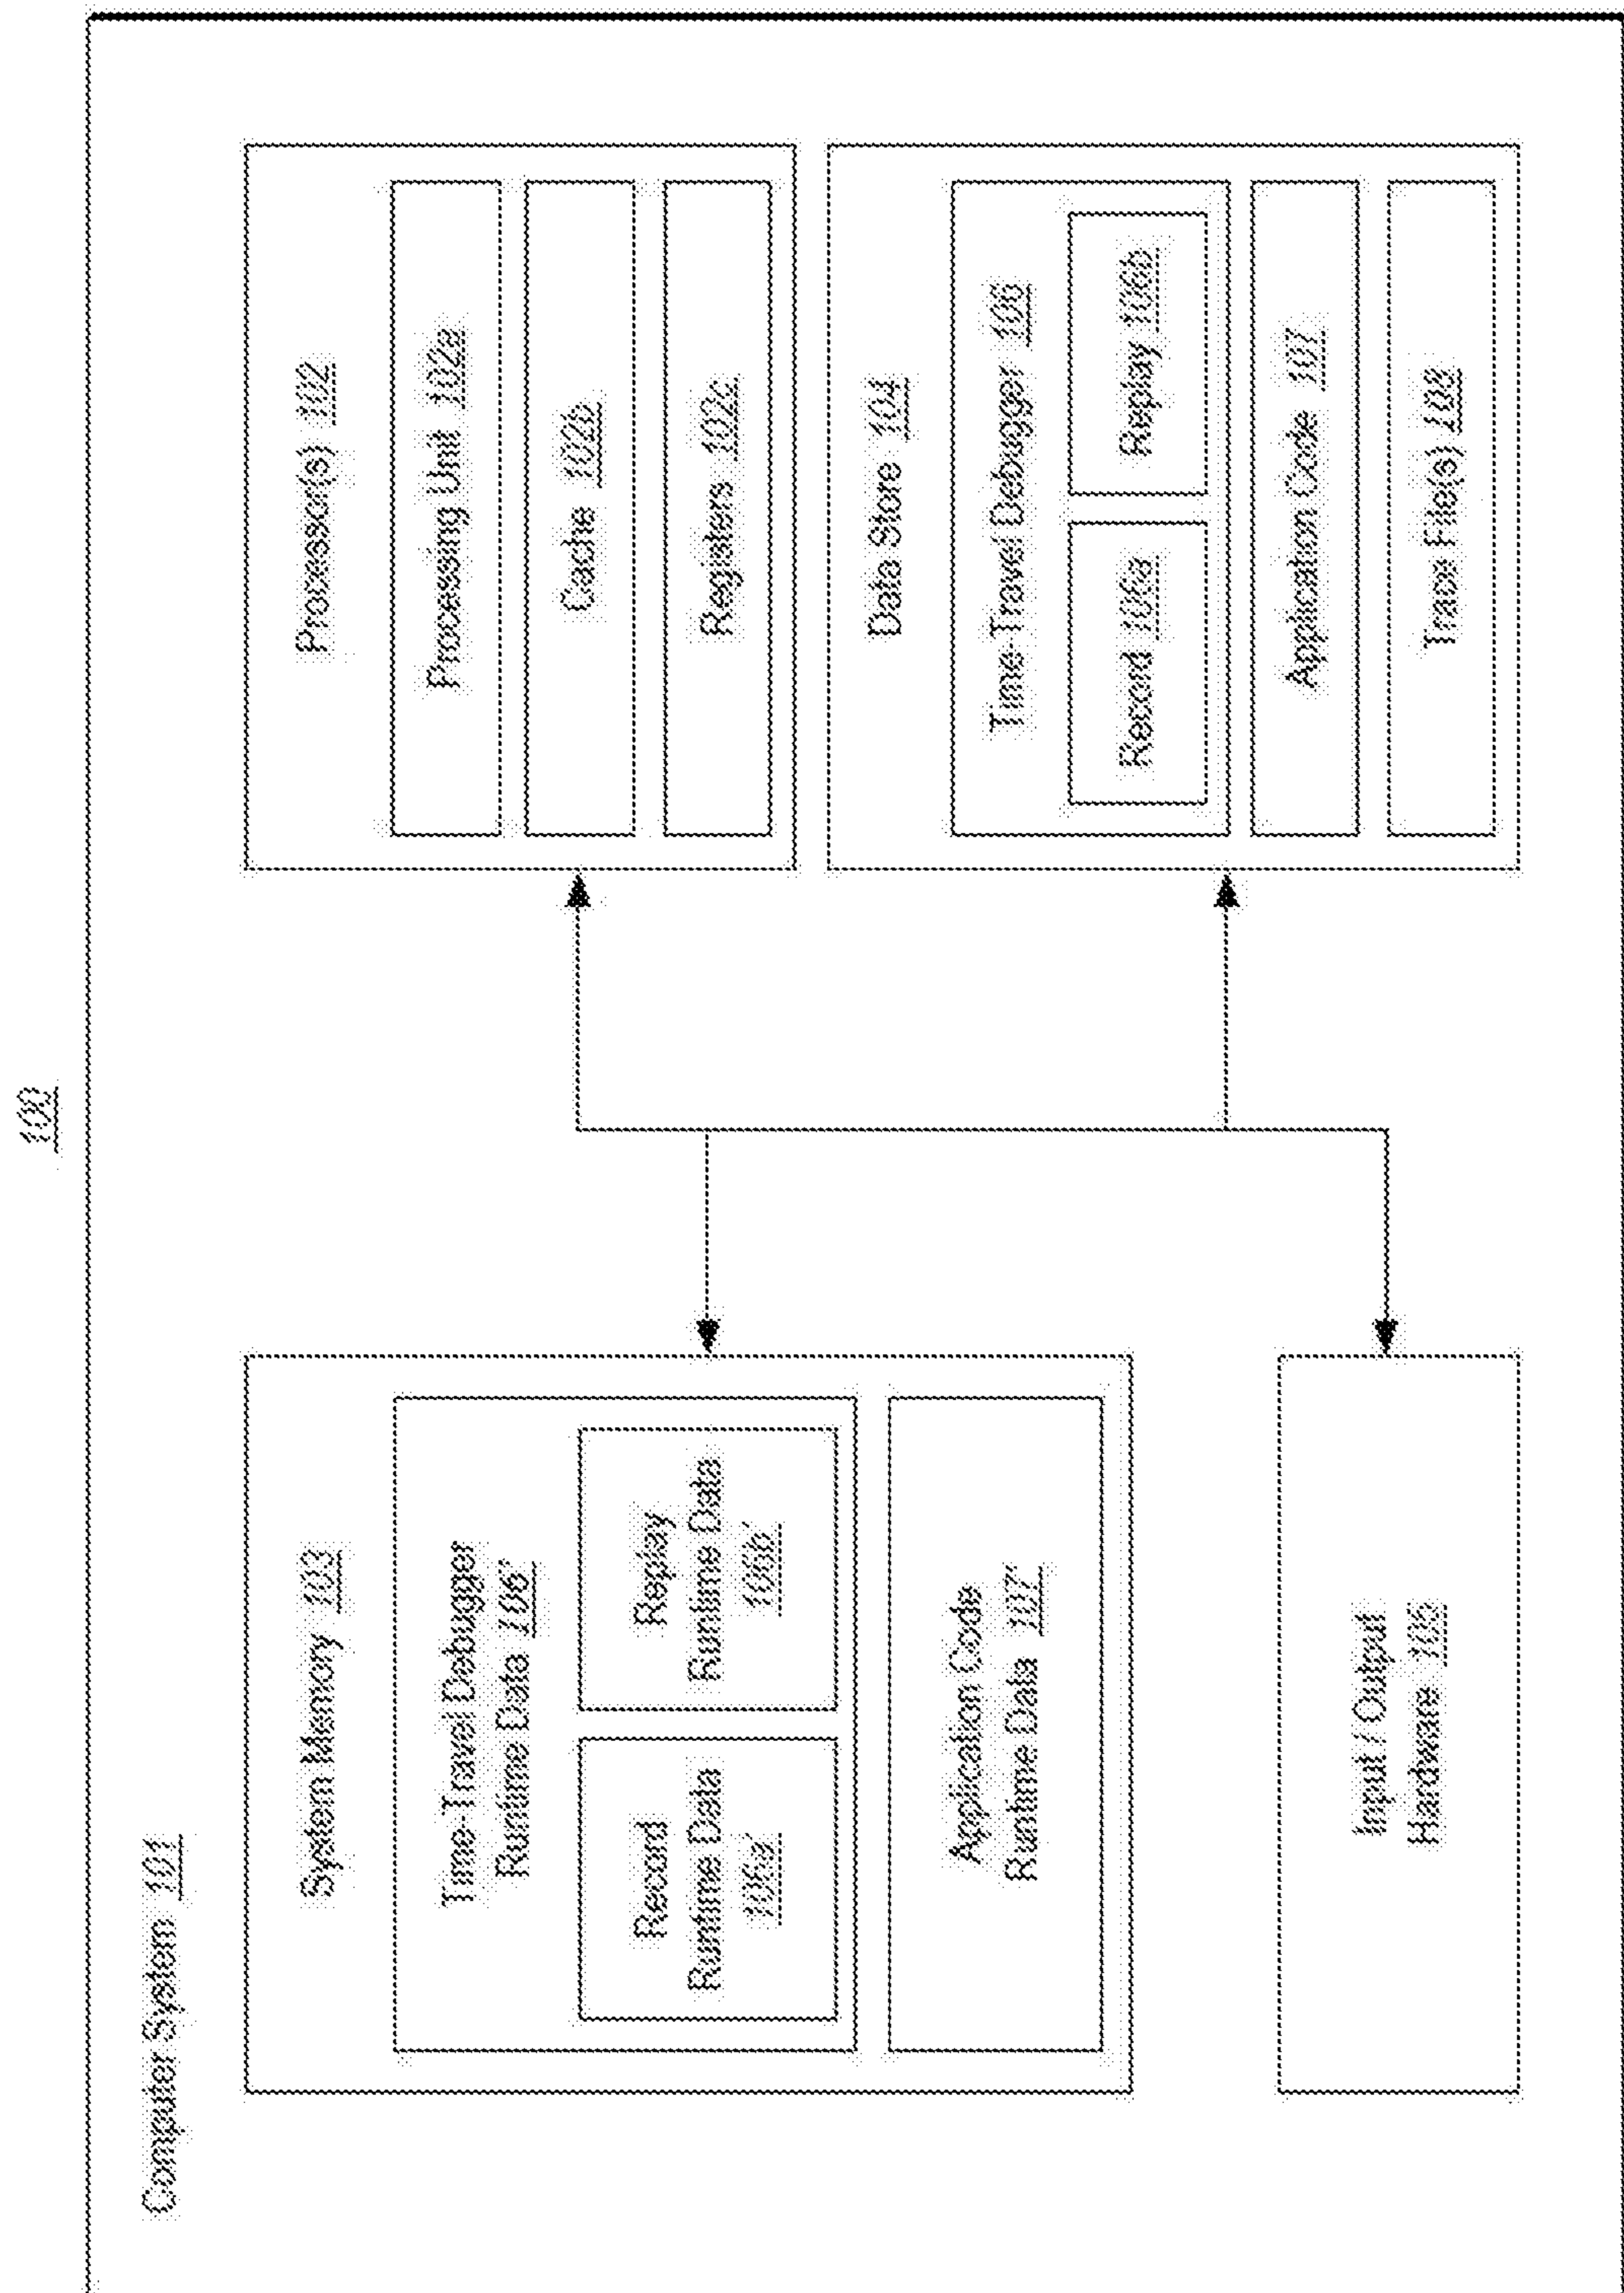 100
Computer System 101
System Memory 103
Time-Travel Debugger
Runtime Data 106'
Record
Runtime Data
106a'
Replay
Runtime Data
106b'
Application Code
Runtime Data 107'
Input / Output
Hardware 105
Processor(s) 102
Processing Unit 102a
Cache 102b
Registers 102c
Data Store 104
Time-Travel Debugger 106
Record 106a
Replay 106b
Application Code 107
Trace File(s) 108